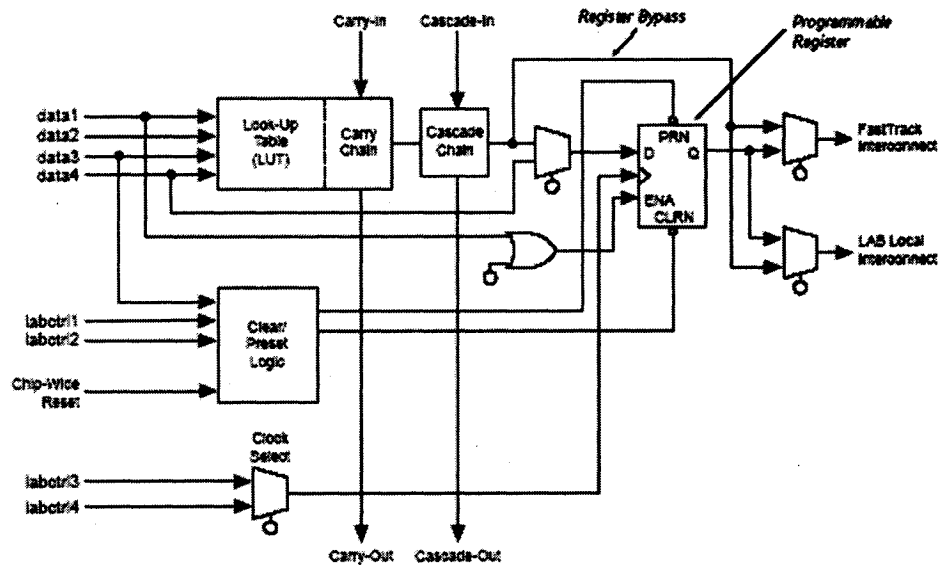 Carry-In
Cascade-In
Register Bypass
Programmable
Register
data1
data2
data3
data4
Look-Up
Table
(LUT)
Carry
Chain
Cascade
Chain
PRN
D
Q
ENA
CLRN
FastTrack
Interconnect
LAB Local
Interconnect
labctrl1
labctrl2
Clear/
Preset
Logic
Chip-Wide
Reset
Clock
Select
labctrl3
labctrl4
Carry-Out
Cascade-Out